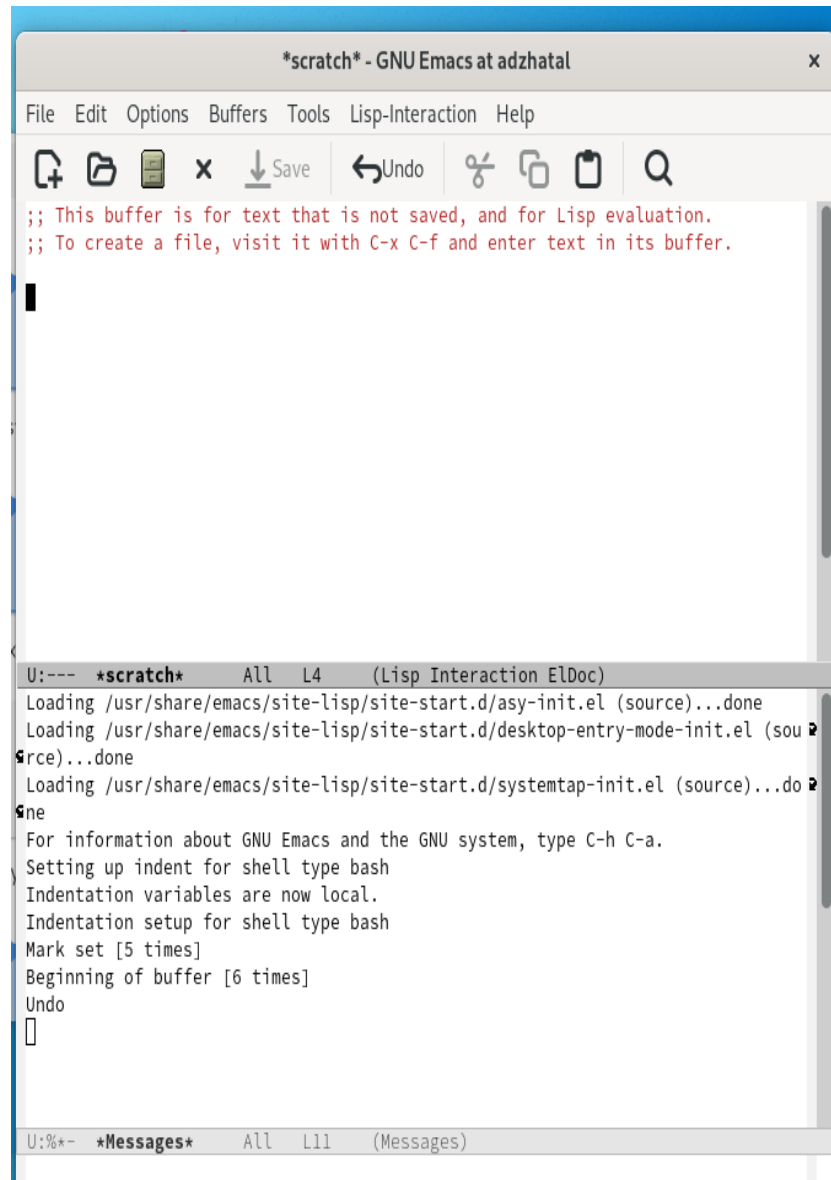 *scratch* - GNU Emacs at adzhatal
File Edit Options Buffers Tools Lisp-Interaction Help
Save Undo
;; This buffer is for text that is not saved, and for Lisp evaluation.
;; To create a file, visit it with C-x C-f and enter text in its buffer.
U:--- *scratch* All L4 (Lisp Interaction ElDoc)
Loading /usr/share/emacs/site-lisp/site-start.d/asy-init.el (source)...done
Loading /usr/share/emacs/site-lisp/site-start.d/desktop-entry-mode-init.el (sou
rce)...done
Loading /usr/share/emacs/site-lisp/site-start.d/systemtap-init.el (source)...do
ne
For information about GNU Emacs and the GNU system, type C-h C-a.
Setting up indent for shell type bash
Indentation variables are now local.
Indentation setup for shell type bash
Mark set [5 times]
Beginning of buffer [6 times]
Undo
U:%*- *Messages* All L11 (Messages)